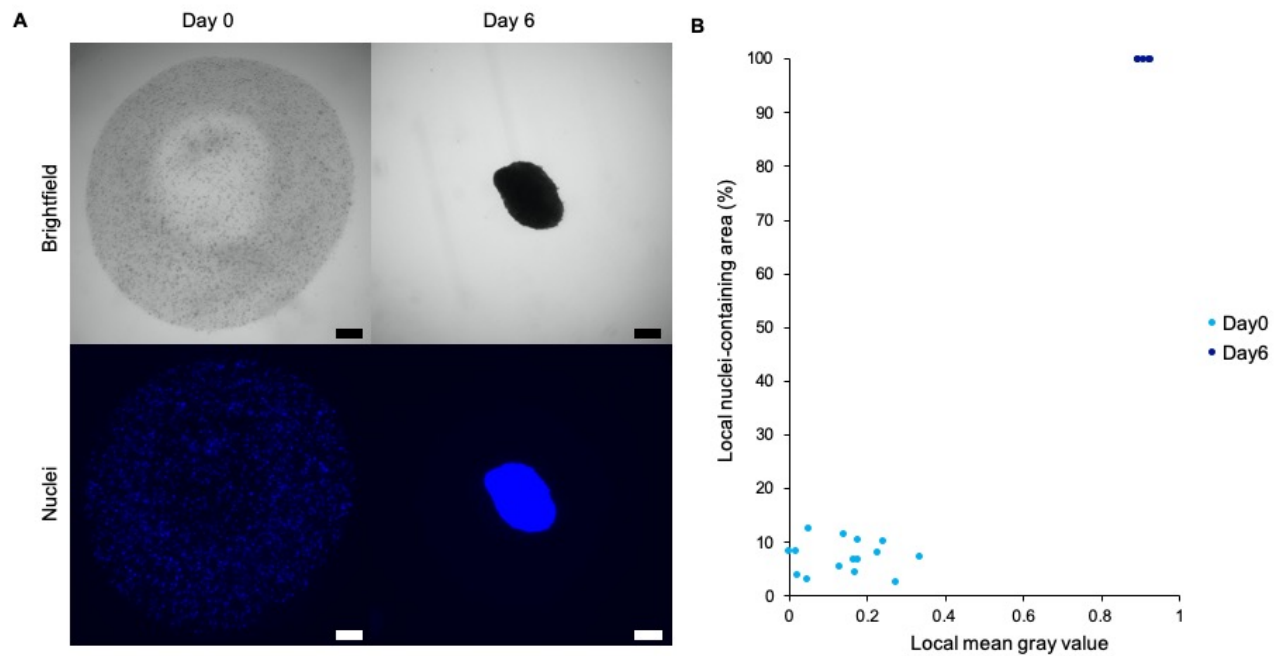 A
Day 0
Day 6
Brightfield
Nuclei
B
Local nuclei-containing area (%)
100
90
80
70
60
50
40
30
20
10
0
0
0.2
0.4
0.6
0.8
1
Local mean gray value
Day0
Day6